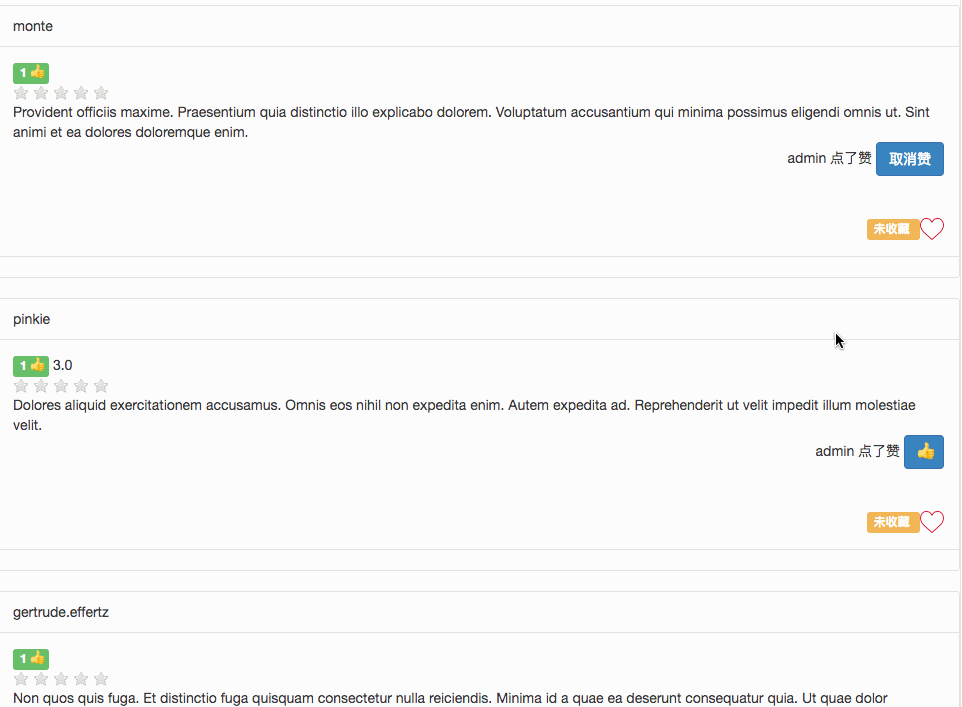 monte
1 👍
Provident officiis maxime. Praesentium quia distinctio illo explicabo dolorem. Voluptatum accusantium qui minima possimus eligendi omnis ut. Sint
animi et ea dolores doloremque enim.
admin 点了赞 取消赞
未收藏
pinkie
1 👍 3.0
Dolores aliquid exercitationem accusamus. Omnis eos nihil non expedita enim. Autem expedita ad. Reprehenderit ut velit impedit illum molestiae
velit.
admin 点了赞 👍
未收藏
gertrude.effertz
1 👍
Non quos quis fuga. Et distinctio fuga quisquam consectetur nulla reiciendis. Minima id a quae ea deserunt consequatur quia. Ut quae dolor